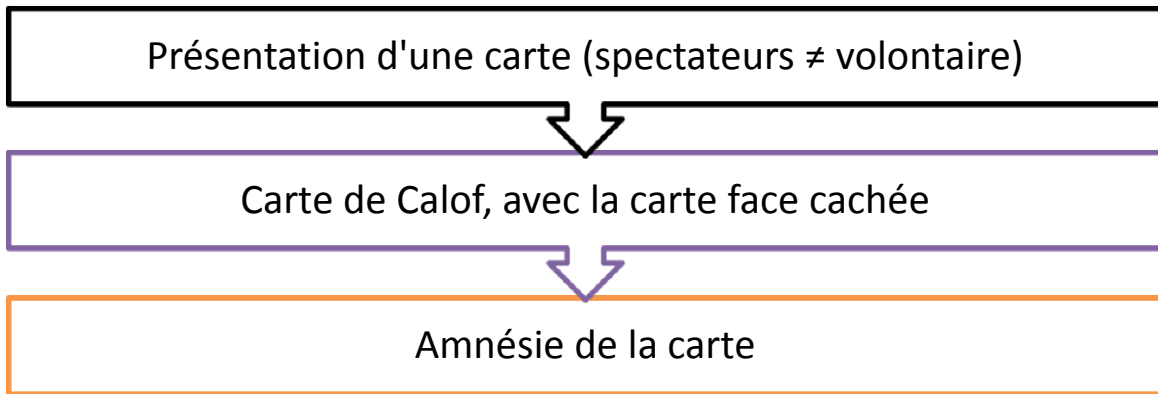 Présentation d'une carte (spectateurs ≠ volontaire)
Carte de Calof, avec la carte face cachée
Amnésie de la carte